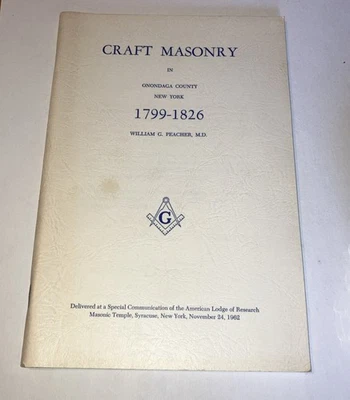 CRAFT MASONRY
IN
ONONDAGA COUNTY
NEW YORK
1799-1826
WILLIAM G. PEACHER, M.D.
G
Delivered at a Special Communication of the American Lodge of Research
Masonic Temple, Syracuse, New York, November 24, 1962